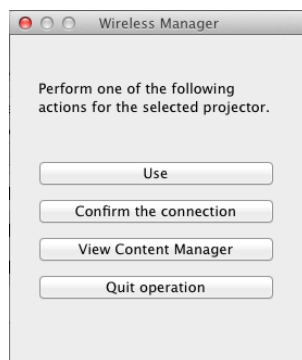 Wireless Manager
Perform one of the following
actions for the selected projector.
Use
Confirm the connection
View Content Manager
Quit operation